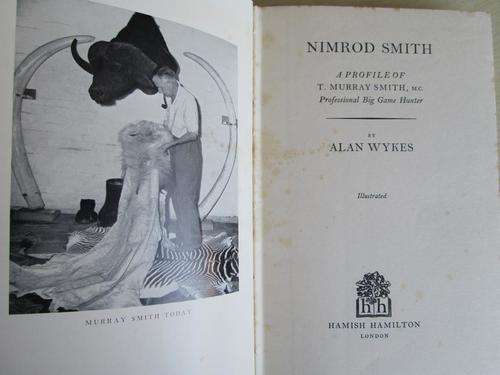 MURRAY SMITH TODAY
NIMROD SMITH
A PROFILE OF
T. MURRAY SMITH, M.C.
Professional Big Game Hunter
BY
ALAN WYKES
Illustrated
h h
HAMISH HAMILTON
LONDON